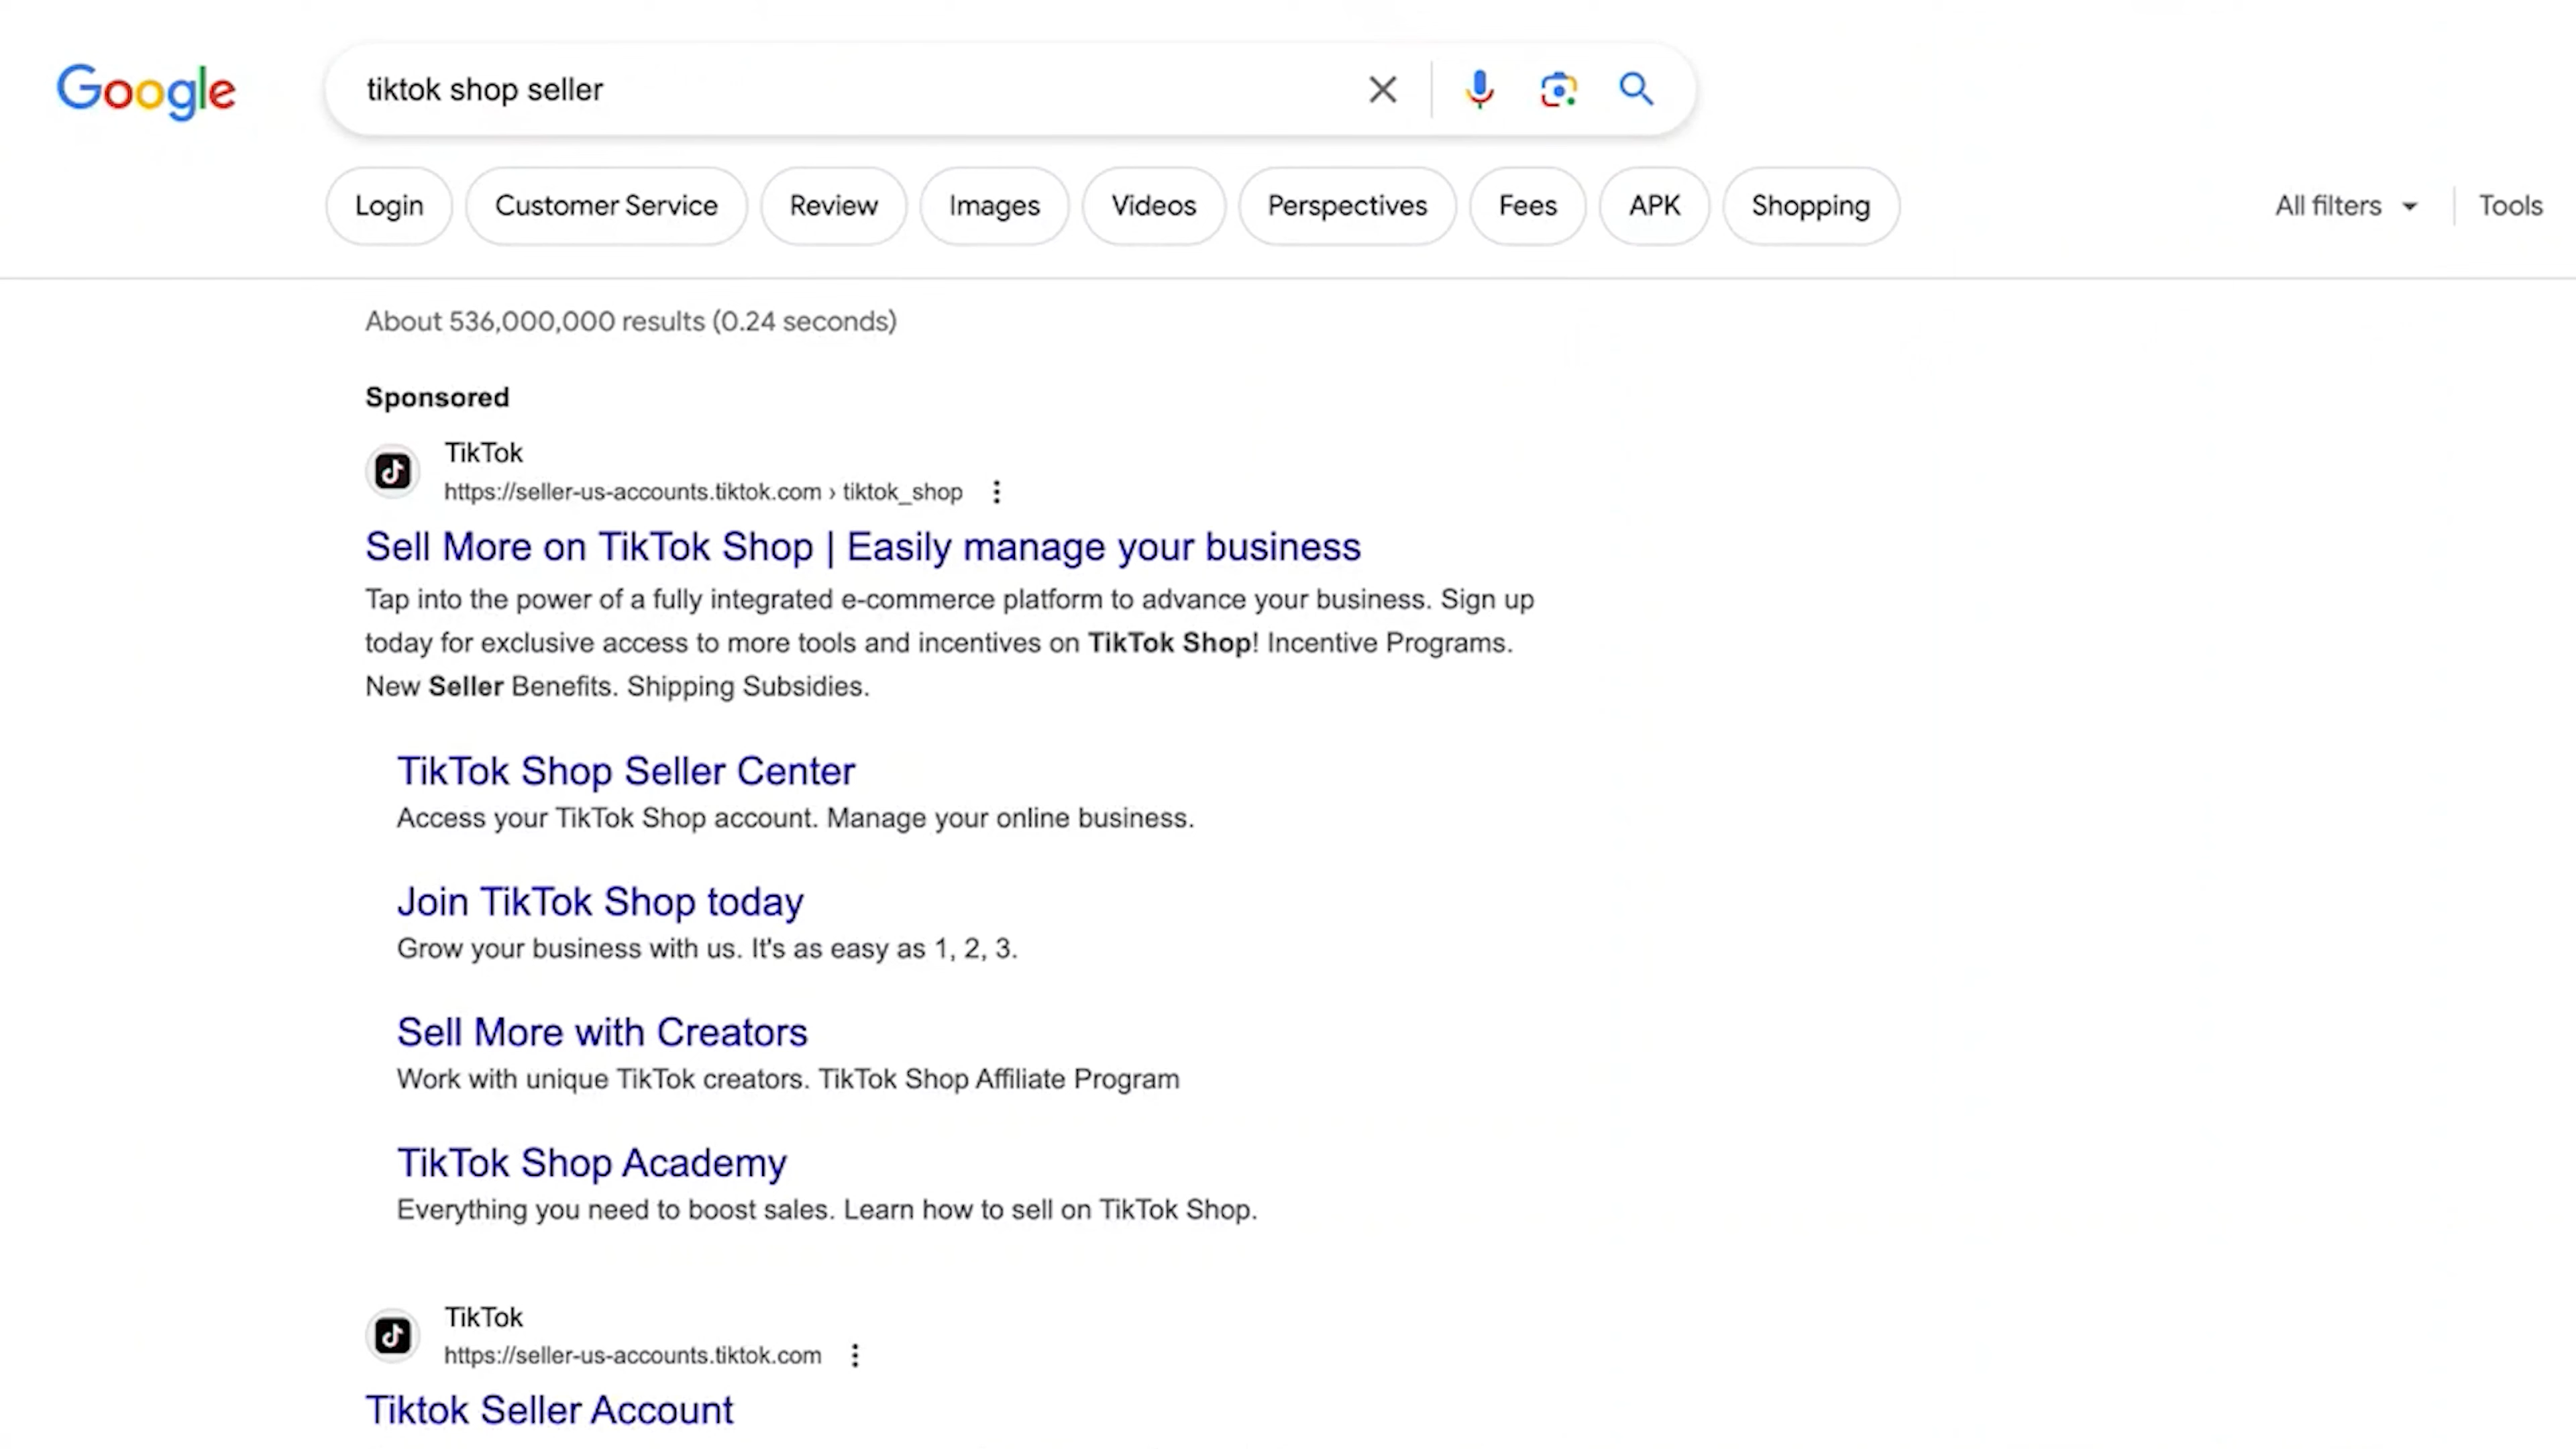 Google
tiktok shop seller
Login
Customer Service
Review
Images
Videos
Perspectives
Fees
APK
Shopping
All filters
Tools
About 536,000,000 results (0.24 seconds)
Sponsored
TikTok
https://seller-us-accounts.tiktok.com › tiktok_shop
Sell More on TikTok Shop | Easily manage your business
Tap into the power of a fully integrated e-commerce platform to advance your business. Sign up
today for exclusive access to more tools and incentives on TikTok Shop! Incentive Programs.
New Seller Benefits. Shipping Subsidies.
TikTok Shop Seller Center
Access your TikTok Shop account. Manage your online business.
Join TikTok Shop today
Grow your business with us. It's as easy as 1, 2, 3.
Sell More with Creators
Work with unique TikTok creators. TikTok Shop Affiliate Program
TikTok Shop Academy
Everything you need to boost sales. Learn how to sell on TikTok Shop.
TikTok
https://seller-us-accounts.tiktok.com
Tiktok Seller Account